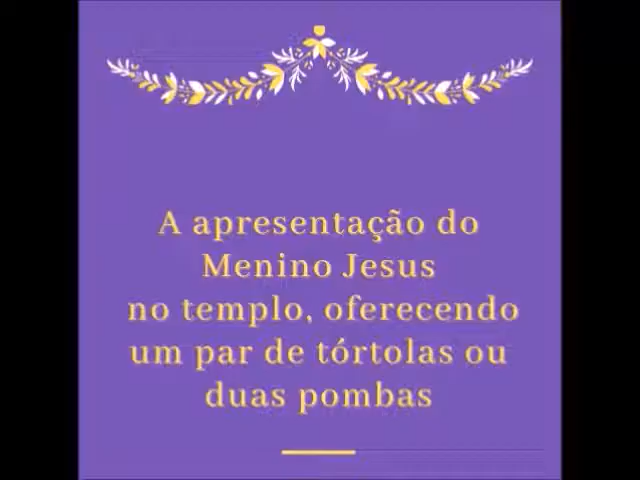 A apresentação do
Menino Jesus
no templo, oferecendo
um par de tórtolas ou
duas pombas